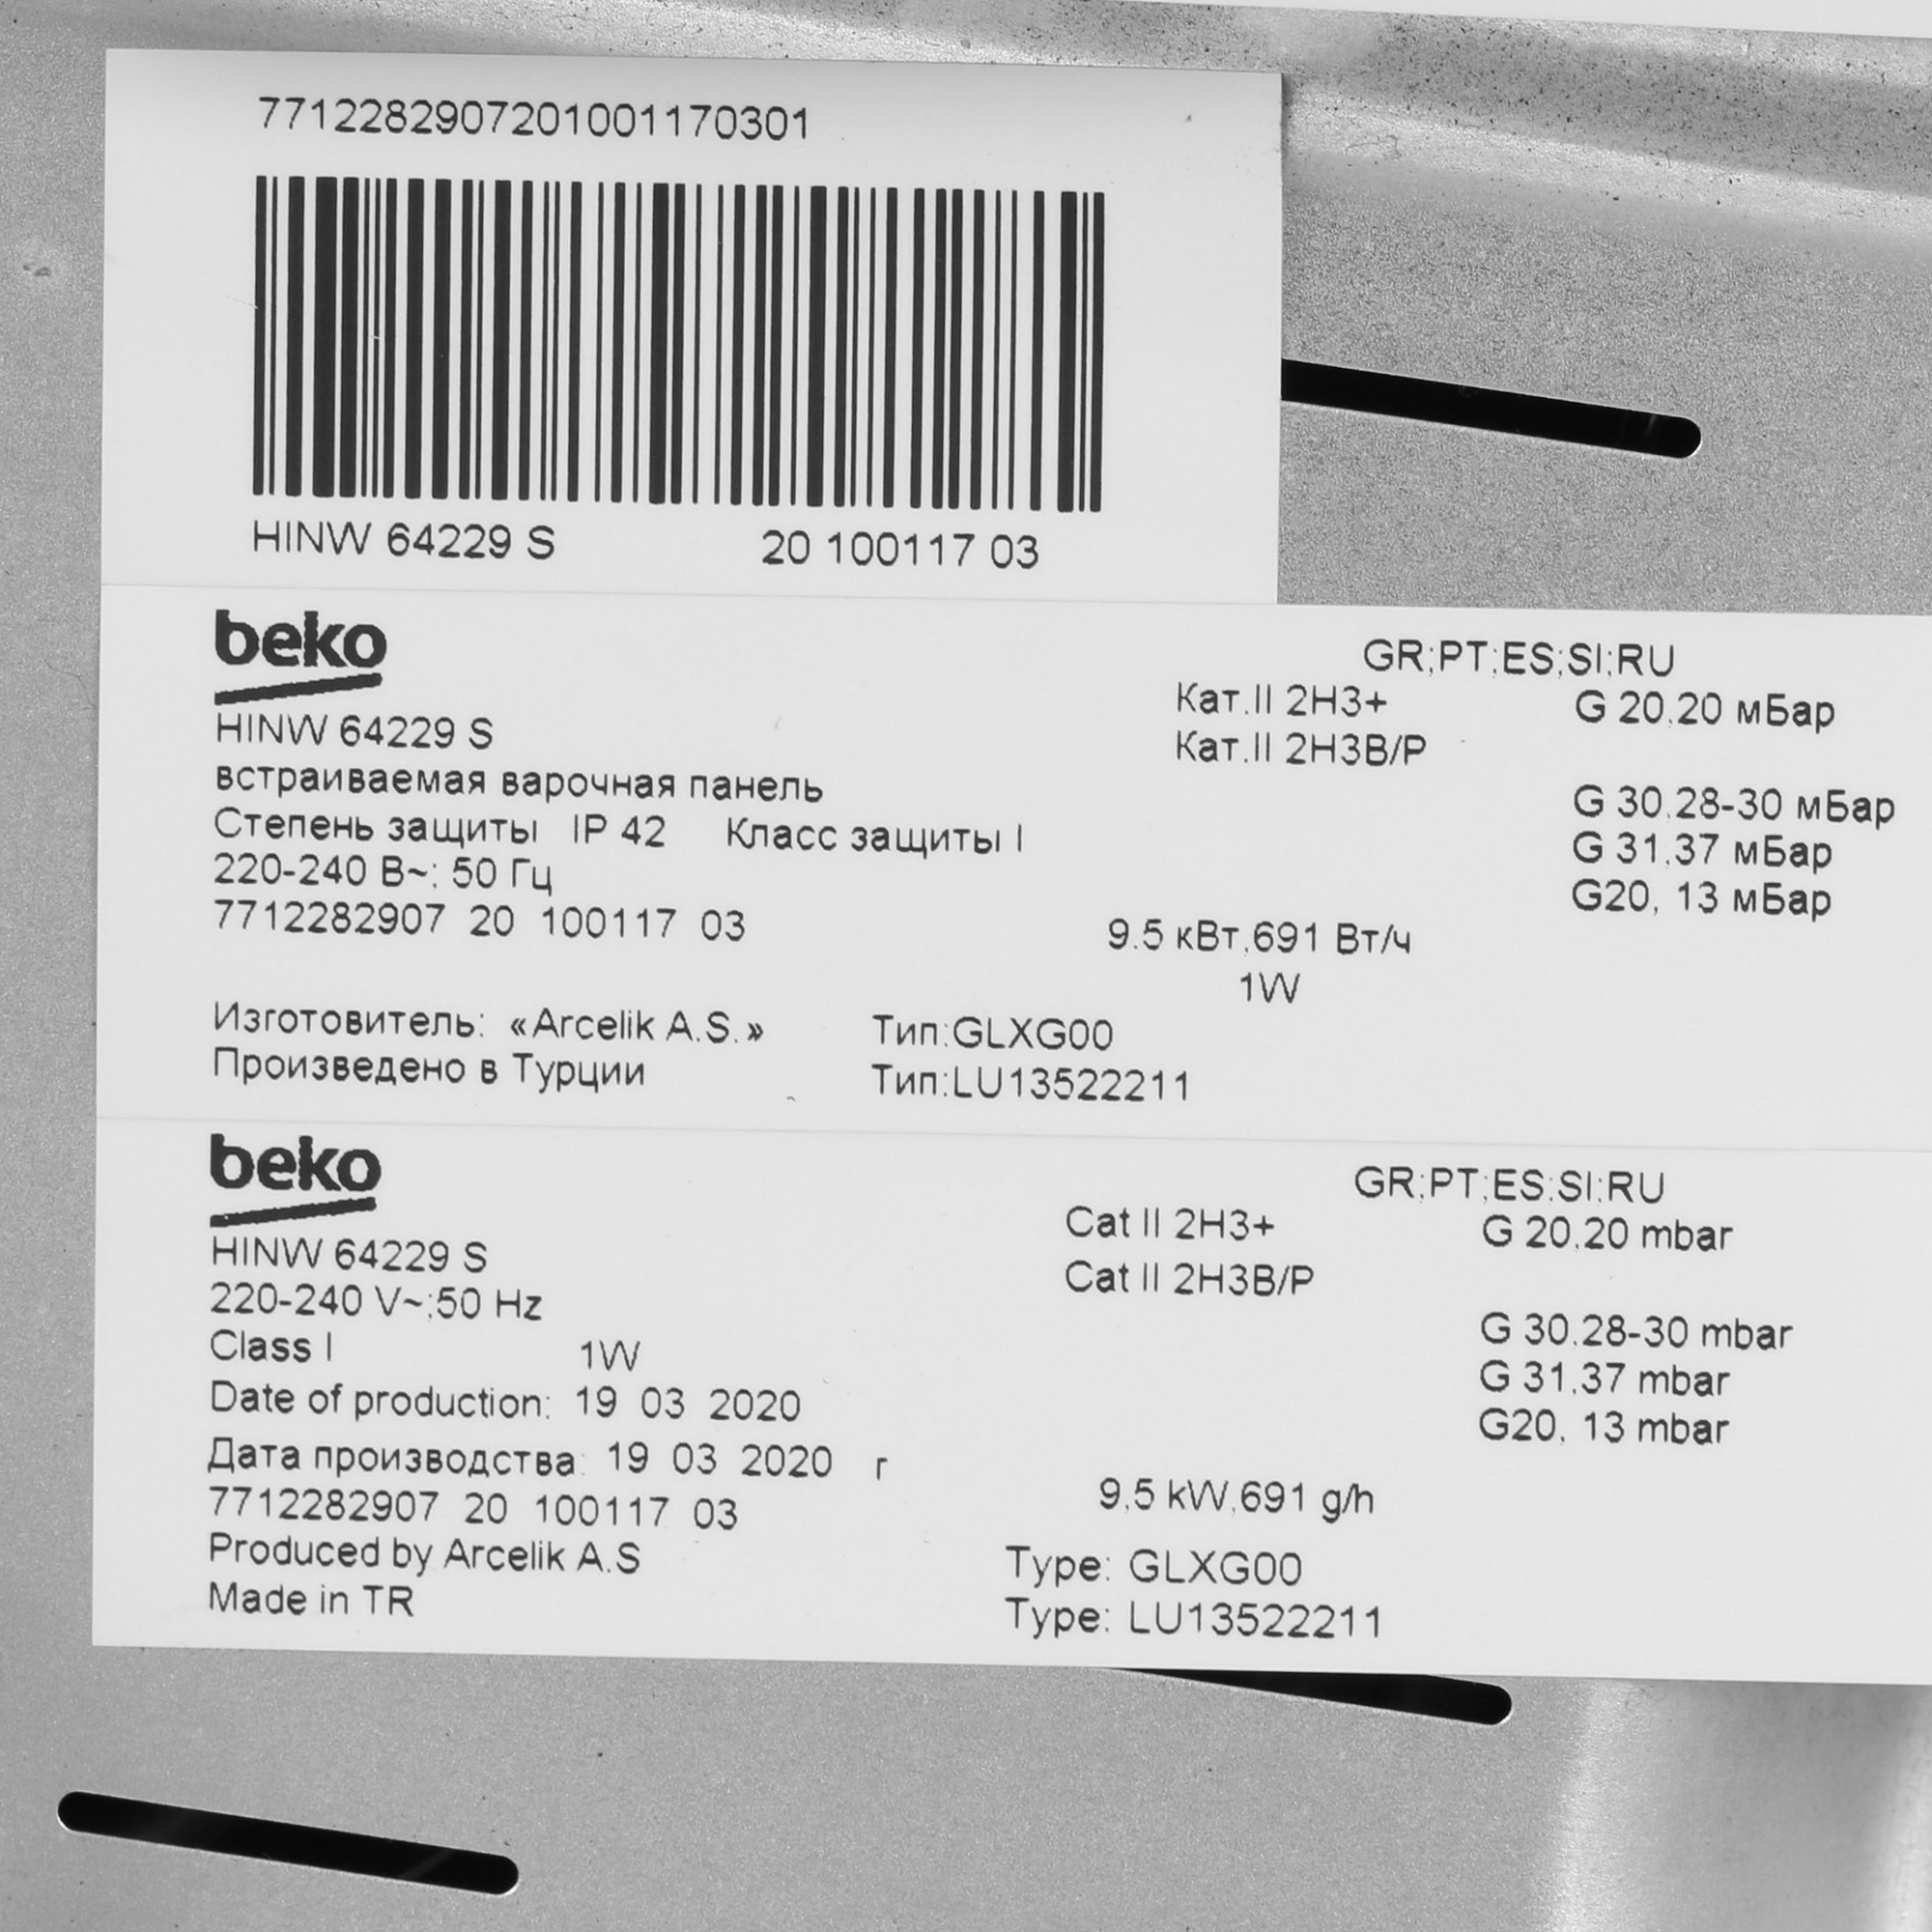 7712282907201001170301
HINW 64229 S 20 100117 03
beko
GR;PT;ES;SI;RU
HINW 64229 S
Кат.II 2H3+ G 20,20 мБар
Кат.II 2H3B/P
встраиваемая варочная панель
G 30,28-30 мБар
Степень защиты IP 42 Класс защиты I
G 31,37 мБар
220-240 В~; 50 Гц
G20, 13 мБар
7712282907 20 100117 03
9.5 кВт,691 Вт/ч
1W
Изготовитель: «Arcelik A.S.» Тип:GLXG00
Произведено в Турции Тип:LU13522211
beko
GR;PT;ES;SI;RU
HINW 64229 S
Cat II 2H3+ G 20,20 mbar
220-240 V~;50 Hz
Cat II 2H3B/P
Class I 1W
G 30,28-30 mbar
G 31,37 mbar
Date of production: 19 03 2020
G20, 13 mbar
Дата производства: 19 03 2020 г
7712282907 20 100117 03
9,5 kW,691 g/h
Produced by Arcelik A.S
Type: GLXG00
Made in TR
Type: LU13522211